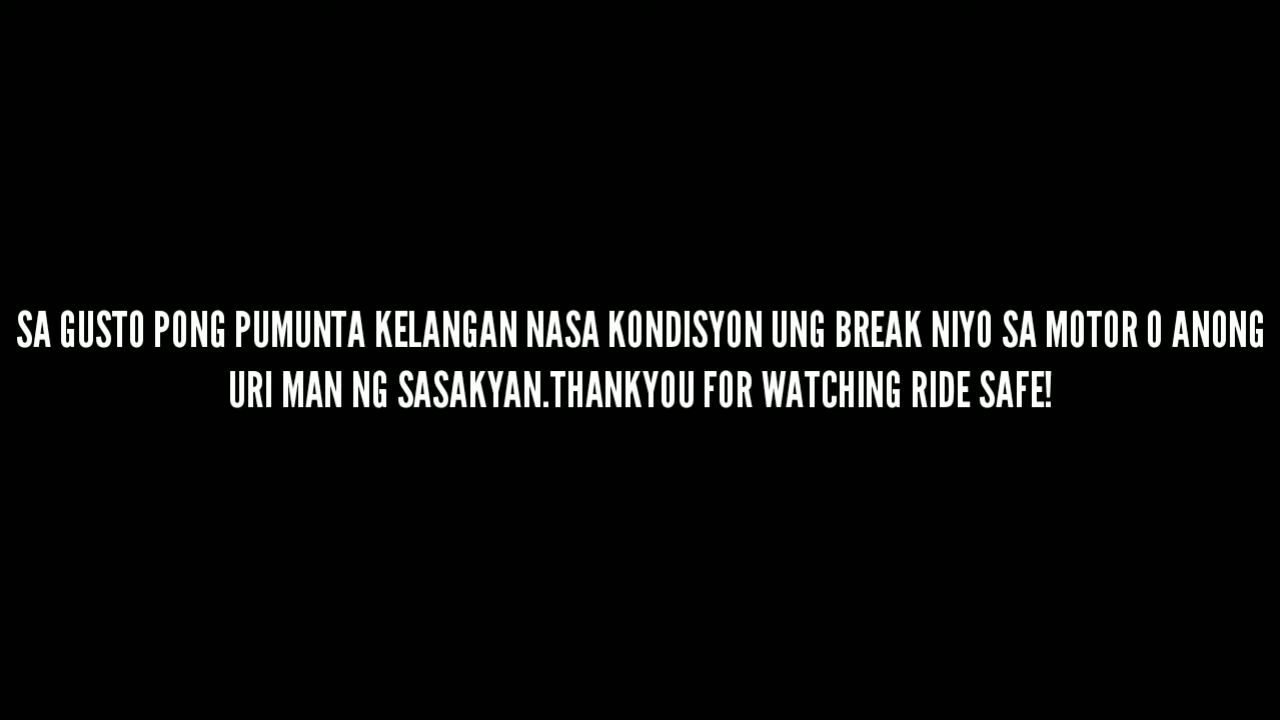 SA GUSTO PONG PUMUNTA KELANGAN NASA KONDISYON UNG BREAK NIYO SA MOTOR O ANONG
URI MAN NG SASAKYAN.THANKYOU FOR WATCHING RIDE SAFE!